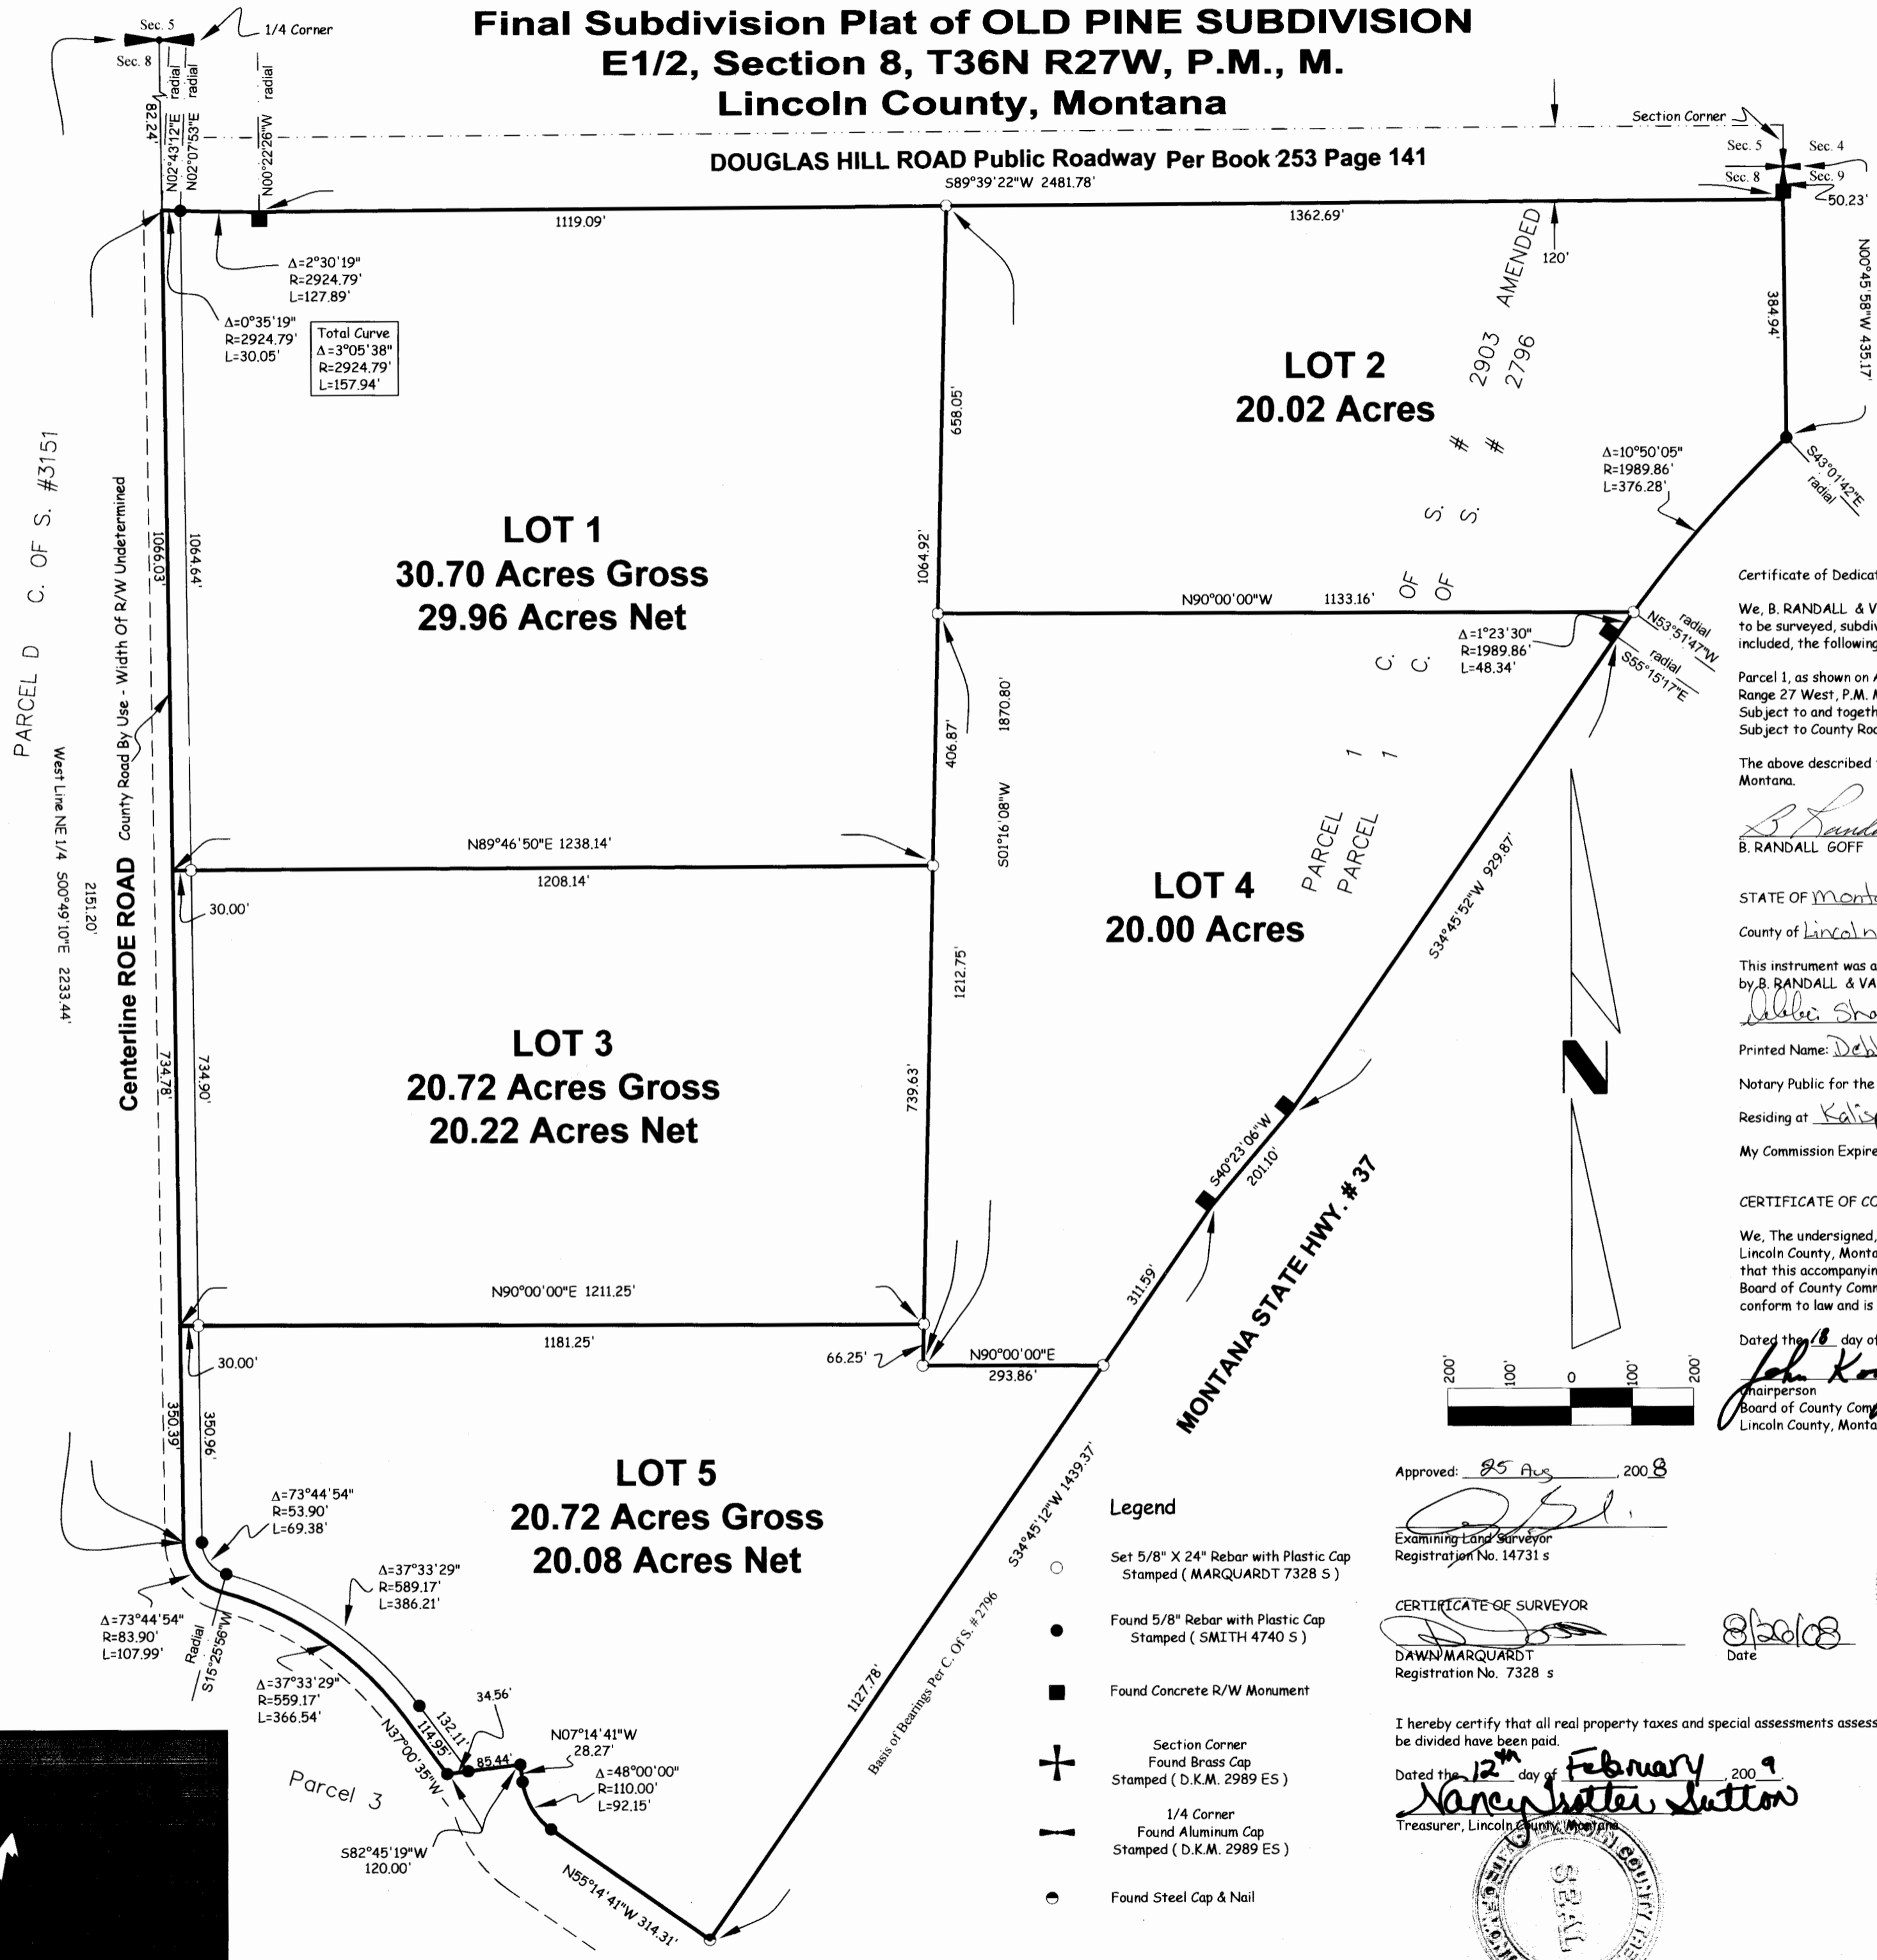 Final Subdivision Plat of OLD PINE SUBDIVISION
E1/2, Section 8, T36N R27W, P.M., M.
Lincoln County, Montana
Sec. 5
Sec. 8
1/4 Corner
82.24'
N02°43'12"E radial
N02°07'53"E radial
N00°22'26"W radial
DOUGLAS HILL ROAD Public Roadway Per Book 253 Page 141
S89°39'22"W 2481.78'
Section Corner
Sec. 5
Sec. 4
Sec. 8
Sec. 9
50.23'
1119.09'
1362.69'
120'
N00°45'58"W 435.17'
384.94'
Δ=2°30'19"
R=2924.79'
L=127.89'
Δ=0°35'19"
R=2924.79'
L=30.05'
Total Curve
Δ=3°05'38"
R=2924.79'
L=157.94'
LOT 2
20.02 Acres
PARCEL 1 C. OF S. # 2903
PARCEL 1 C. OF S. # 2796 AMENDED
658.05'
Δ=10°50'05"
R=1989.86'
L=376.28'
S43°01'42"E
radial
PARCEL D C. OF S. #3151
West Line NE 1/4 S00°49'10"E 2233.44'
2151.20'
Centerline ROE ROAD County Road By Use - Width Of R/W Undetermined
1066.03'
1064.64'
LOT 1
30.70 Acres Gross
29.96 Acres Net
1064.92'
N90°00'00"W 1133.16'
Δ=1°23'30"
R=1989.86'
L=48.34'
radial
N53°51'47"W
radial
S55°15'17"E
406.87'
S01°16'08"W 1870.80'
N89°46'50"E 1238.14'
1208.14'
30.00'
LOT 4
20.00 Acres
S34°45'52"W 929.87'
1212.75'
734.78'
734.90'
LOT 3
20.72 Acres Gross
20.22 Acres Net
739.63'
N
S40°23'06"W
201.10'
MONTANA STATE HWY. # 37
311.59'
N90°00'00"E 1211.25'
1181.25'
30.00'
66.25'
N90°00'00"E
293.86'
200' 100' 0 100' 200'
350.39'
350.96'
LOT 5
20.72 Acres Gross
20.08 Acres Net
S34°45'12"W 1439.37'
1127.78'
Basis of Bearings Per C. Of S. # 2796
Δ=73°44'54"
R=53.90'
L=69.38'
Δ=37°33'29"
R=589.17'
L=386.21'
Δ=73°44'54"
R=83.90'
L=107.99'
Radial
S15°25'56"W
Δ=37°33'29"
R=559.17'
L=366.54'
N37°00'35"W
132.11'
114.95'
34.56'
85.44'
N07°14'41"W
28.27'
Δ=48°00'00"
R=110.00'
L=92.15'
Parcel 3
S82°45'19"W
120.00'
N55°14'41"W 314.31'
Legend
Set 5/8" X 24" Rebar with Plastic Cap
Stamped ( MARQUARDT 7328 S )
Found 5/8" Rebar with Plastic Cap
Stamped ( SMITH 4740 S )
Found Concrete R/W Monument
Section Corner
Found Brass Cap
Stamped ( D.K.M. 2989 ES )
1/4 Corner
Found Aluminum Cap
Stamped ( D.K.M. 2989 ES )
Found Steel Cap & Nail
Certificate of Dedicat
We, B. RANDALL & V
to be surveyed, subdiv
included, the following
Parcel 1, as shown on A
Range 27 West, P.M. M
Subject to and togeth
Subject to County Roa
The above described
Montana.
B. RANDALL GOFF
STATE OF Monta
County of Lincoln
This instrument was a
by B. RANDALL & VA
Debbi Sha
Printed Name: Debb
Notary Public for the
Residing at Kalisp
My Commission Expire
CERTIFICATE OF CO
We, The undersigned,
Lincoln County, Monta
that this accompanyin
Board of County Comm
conform to law and is
Dated the 18 day of
Chairperson
Board of County Com
Lincoln County, Monta
Approved: 25 Aug , 2008
Examining Land Surveyor
Registration No. 14731 s
CERTIFICATE OF SURVEYOR
DAWN MARQUARDT
Registration No. 7328 s
8/26/08
Date
I hereby certify that all real property taxes and special assessments assess
be divided have been paid.
Dated the 12th day of February , 2009.
Nancy Trotter Sutton
Treasurer, Lincoln County, Montana
SEAL